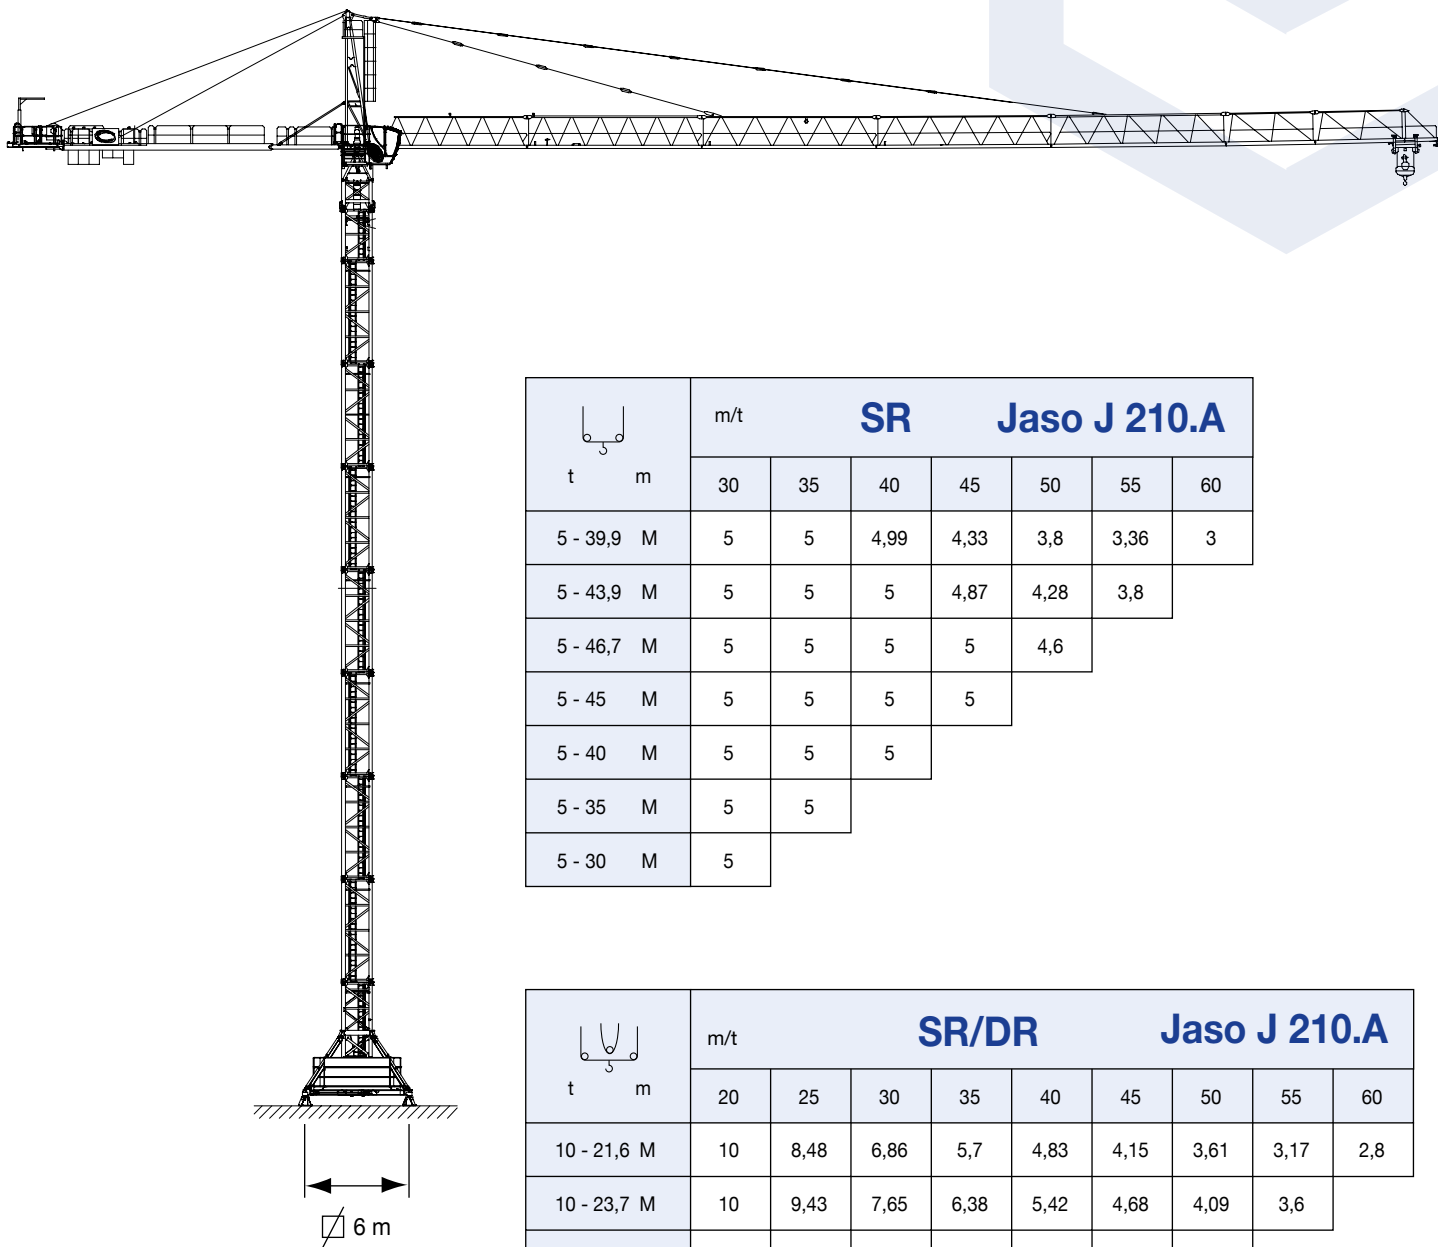 m/t SR Jaso J 210.A
t m 30 35 40 45 50 55 60
5 - 39,9 M 5 5 4,99 4,33 3,8 3,36 3
5 - 43,9 M 5 5 5 4,87 4,28 3,8
5 - 46,7 M 5 5 5 5 4,6
5 - 45 M 5 5 5 5
5 - 40 M 5 5 5
5 - 35 M 5 5
5 - 30 M 5
m/t SR/DR Jaso J 210.A
t m 20 25 30 35 40 45 50 55 60
10 - 21,6 M 10 8,48 6,86 5,7 4,83 4,15 3,61 3,17 2,8
10 - 23,7 M 10 9,43 7,65 6,38 5,42 4,68 4,09 3,6
6 m